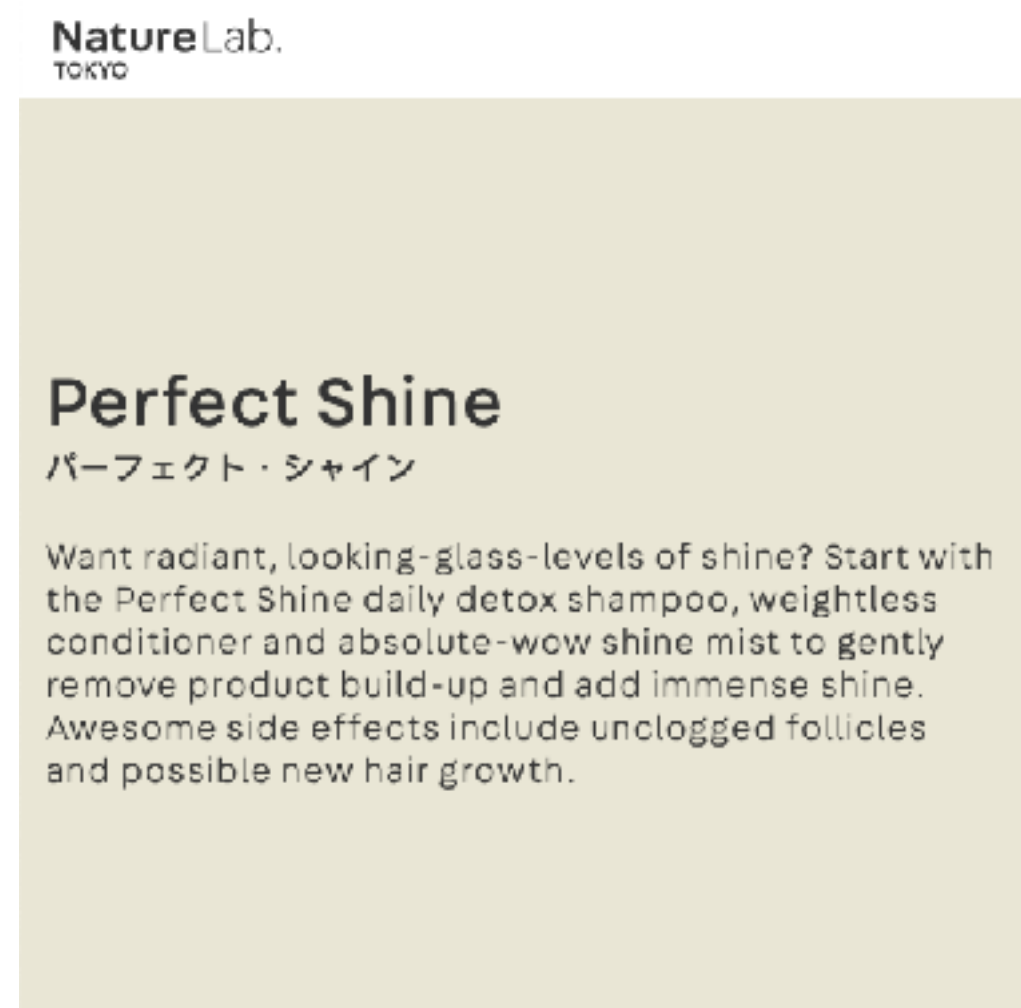 NatureLab.
TOKYO
Perfect Shine
パーフェクト・シャイン
Want radiant, looking-glass-levels of shine? Start with
the Perfect Shine daily detox shampoo, weightless
conditioner and absolute-wow shine mist to gently
remove product build-up and add immense shine.
Awesome side effects include unclogged follicles
and possible new hair growth.